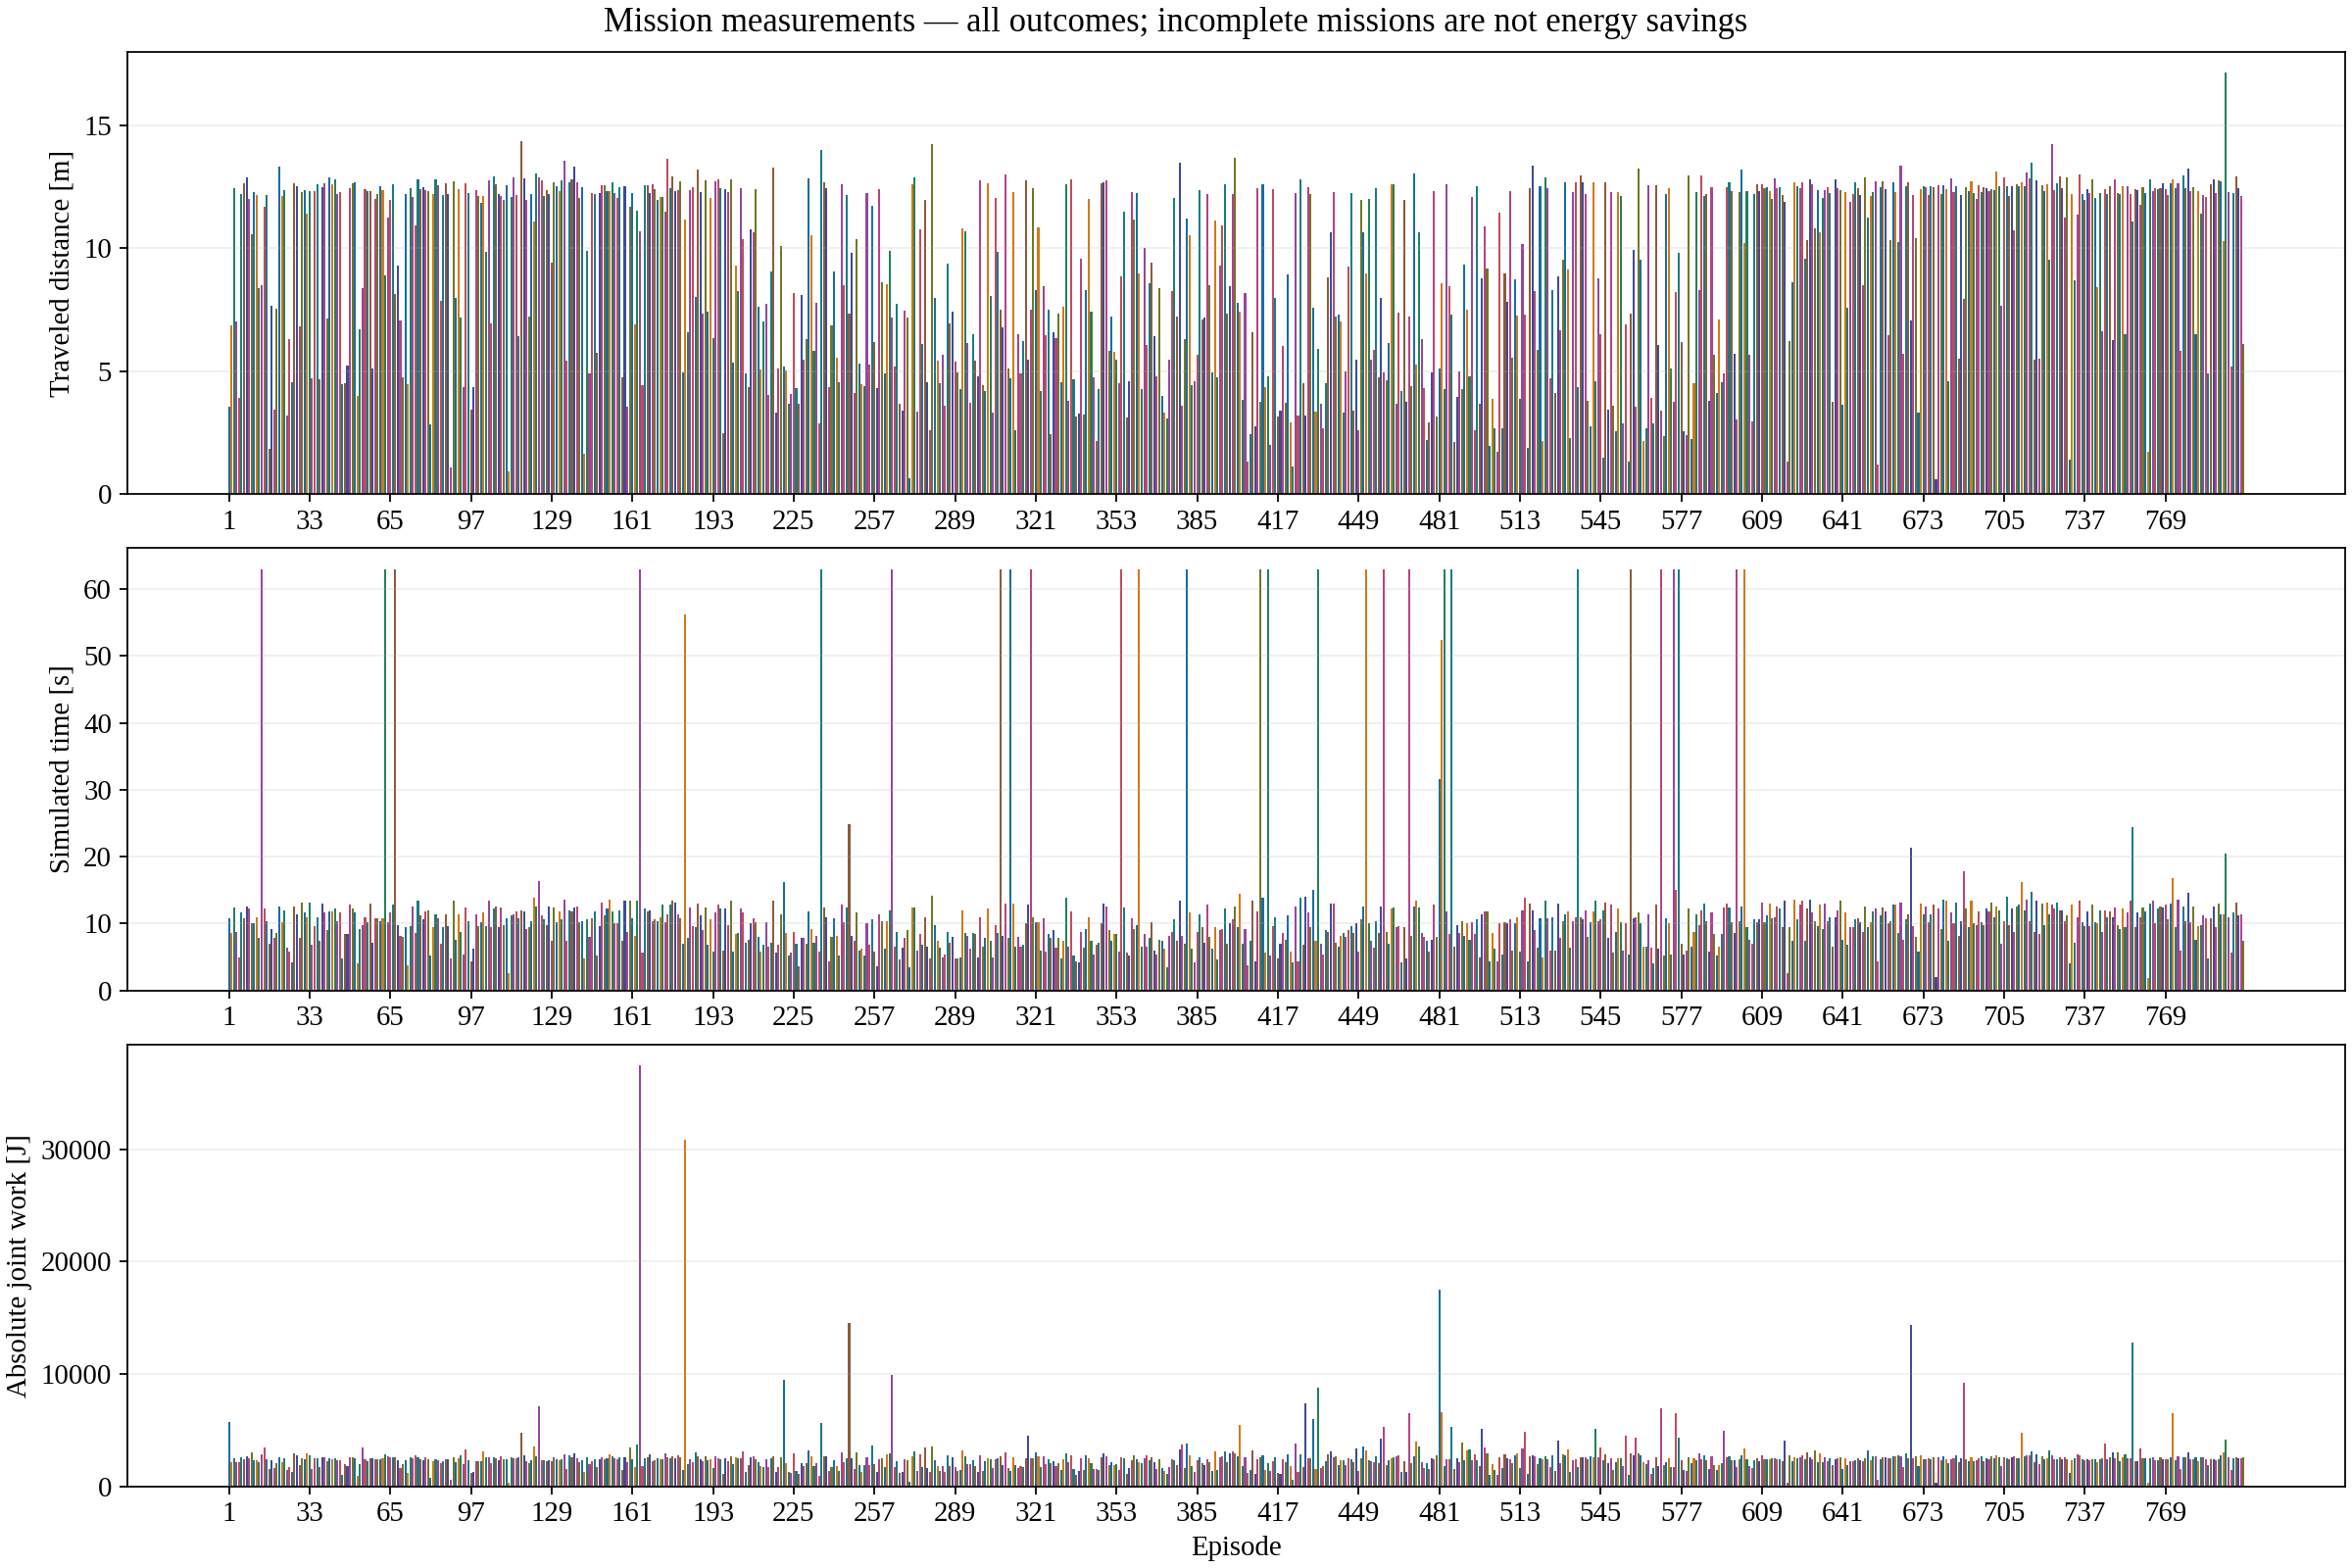 Mission measurements — all outcomes; incomplete missions are not energy savings
Traveled distance [m]
15
10
5
0
1 33 65 97 129 161 193 225 257 289 321 353 385 417 449 481 513 545 577 609 641 673 705 737 769
Simulated time [s]
60
50
40
30
20
10
0
1 33 65 97 129 161 193 225 257 289 321 353 385 417 449 481 513 545 577 609 641 673 705 737 769
Absolute joint work [J]
30000
20000
10000
0
1 33 65 97 129 161 193 225 257 289 321 353 385 417 449 481 513 545 577 609 641 673 705 737 769
Episode